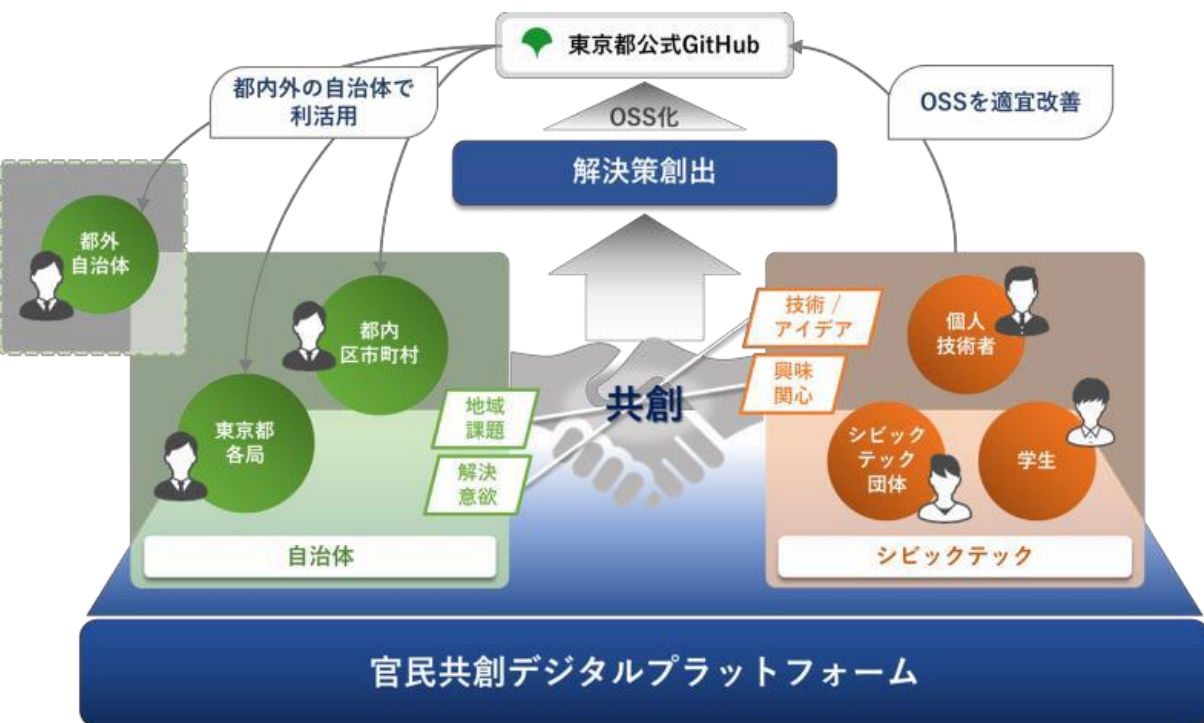 東京都公式GitHub
都内外の自治体で
利活用
OSSを適宜改善
OSS化
解決策創出
都外
自治体
都内
区市町村
東京都
各局
地域
課題
解決
意欲
自治体
共創
技術 /
アイデア
興味
関心
個人
技術者
シビック
テック
団体
学生
シビックテック
官民共創デジタルプラットフォーム